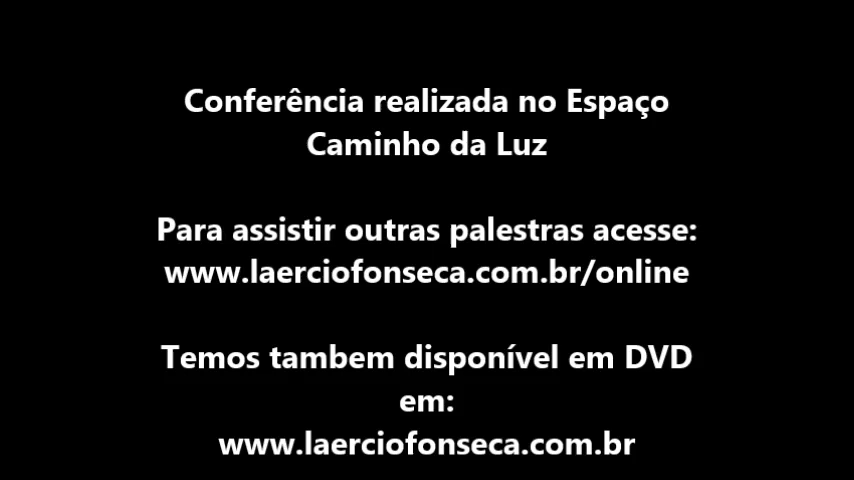 Conferência realizada no Espaço
Caminho da Luz
Para assistir outras palestras acesse:
www.laerciofonseca.com.br/online
Temos tambem disponível em DVD
em:
www.laerciofonseca.com.br